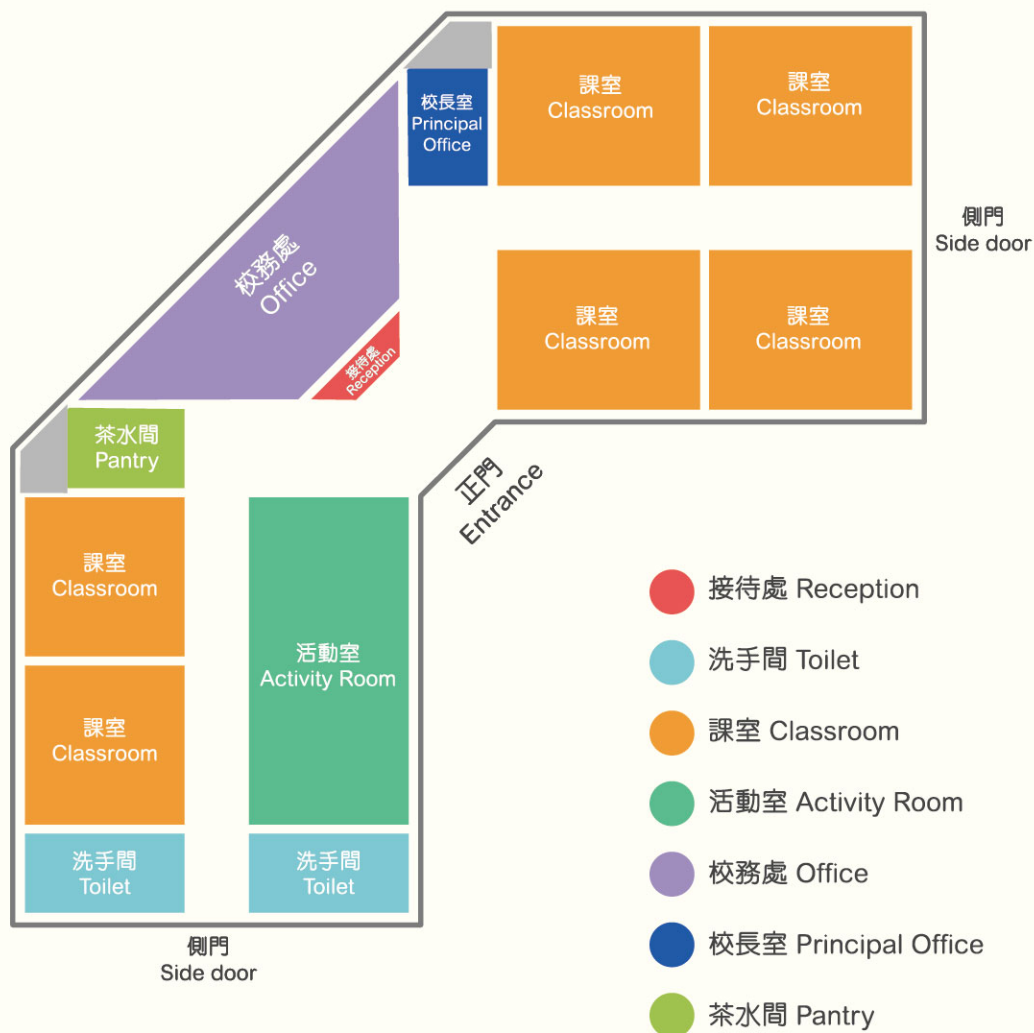 校長室
Principal
Office
課室
Classroom
課室
Classroom
側門
Side door
校務處
Office
課室
Classroom
課室
Classroom
接待處
Reception
茶水間
Pantry
正門
Entrance
課室
Classroom
活動室
Activity Room
課室
Classroom
洗手間
Toilet
洗手間
Toilet
側門
Side door
接待處 Reception
洗手間 Toilet
課室 Classroom
活動室 Activity Room
校務處 Office
校長室 Principal Office
茶水間 Pantry